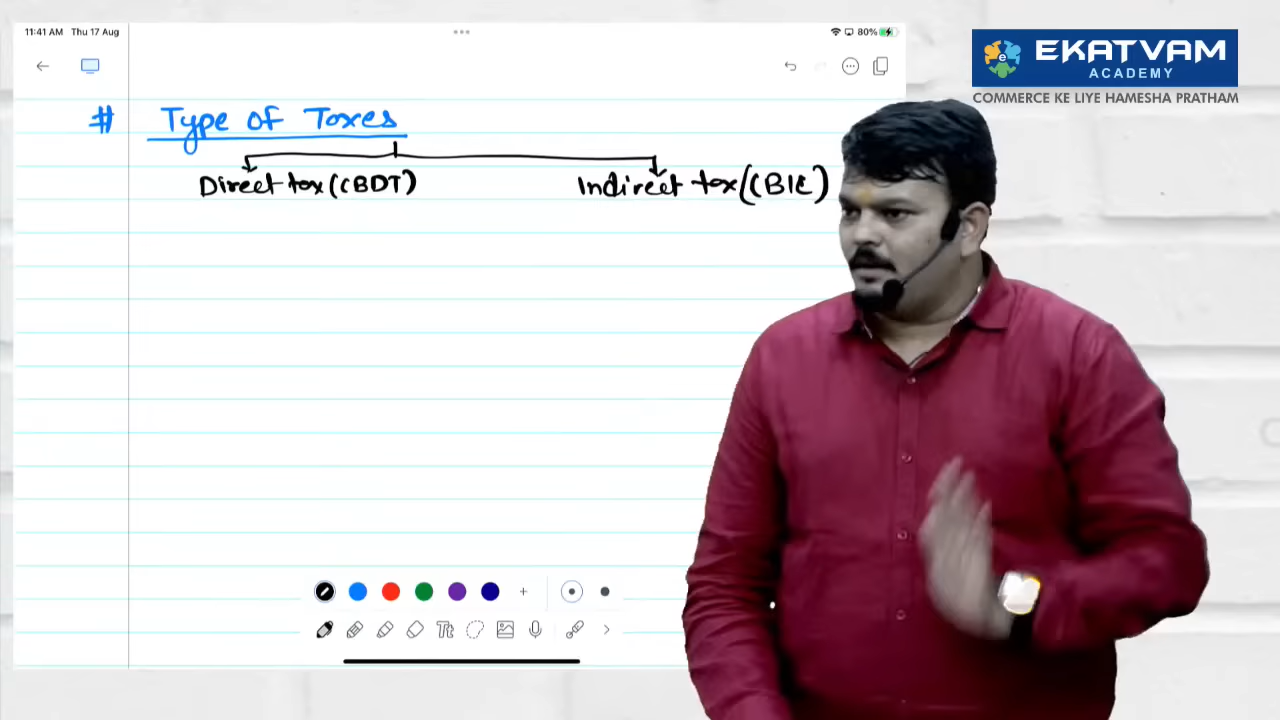 11:41 AM Thu 17 Aug
80%
EKATVAM
ACADEMY
COMMERCE KE LIYE HAMESHA PRATHAM
# Type of Taxes
Direct tax (CBDT)
Indirect tax (CBIC)
Tt